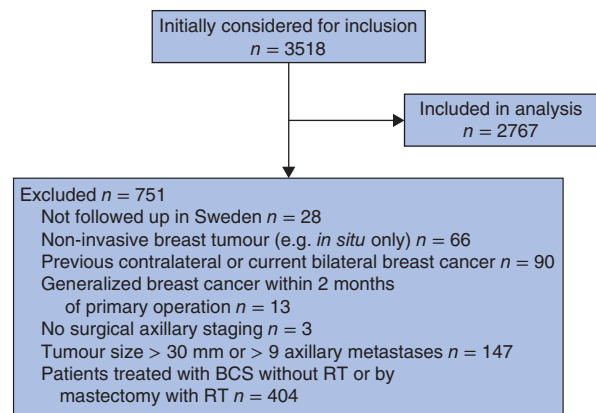 Initially considered for inclusion
n = 3518
Included in analysis
n = 2767
Excluded n = 751
Not followed up in Sweden n = 28
Non-invasive breast tumour (e.g. in situ only) n = 66
Previous contralateral or current bilateral breast cancer n = 90
Generalized breast cancer within 2 months
of primary operation n = 13
No surgical axillary staging n = 3
Tumour size > 30 mm or > 9 axillary metastases n = 147
Patients treated with BCS without RT or by
mastectomy with RT n = 404